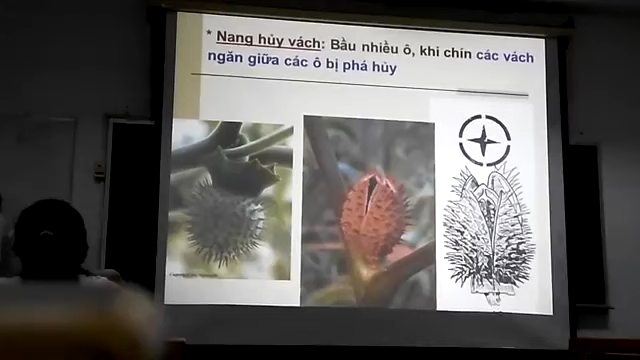 * Nang hủy vách: Bầu nhiều ô, khi chín các vách
ngăn giữa các ô bị phá hủy